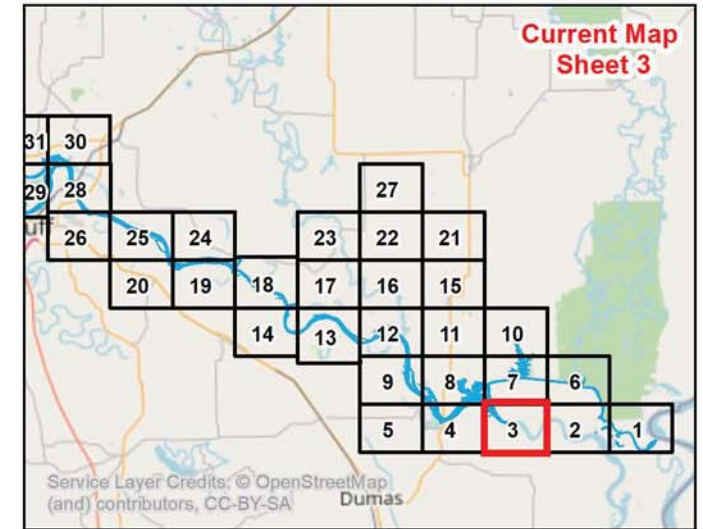 Current Map
Sheet 3
31 30
27
29 28
uff
26 25 24 23 22 21
20 19 18 17 16 15
14 13 12 11 10
9 8 7 6
5 4 3 2 1
Service Layer Credits: © OpenStreetMap
(and) contributors, CC-BY-SA
Dumas